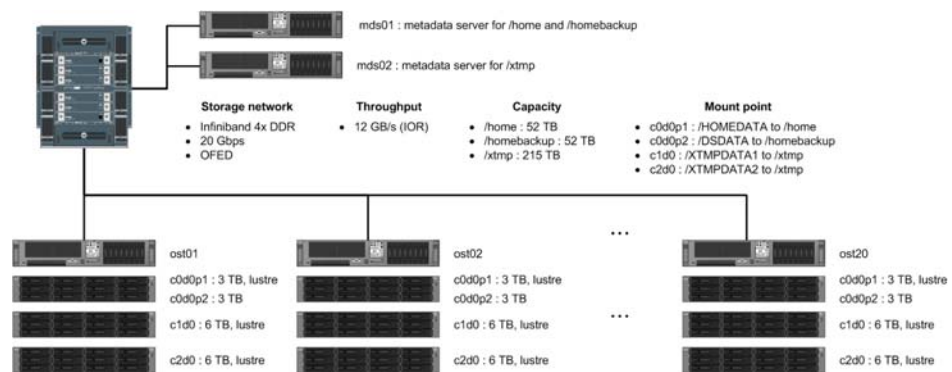 mds01 : metadata server for /home and /homebackup
mds02 : metadata server for /xtmp
Storage network
• Infiniband 4x DDR
• 20 Gbps
• OFED
Throughput
• 12 GB/s (IOR)
Capacity
• /home : 52 TB
• /homebackup : 52 TB
• /xtmp : 215 TB
Mount point
• c0d0p1 : /HOMEDATA to /home
• c0d0p2 : /DSDATA to /homebackup
• c1d0 : /XTMPDATA1 to /xtmp
• c2d0 : /XTMPDATA2 to /xtmp
ost01
c0d0p1 : 3 TB, lustre
c0d0p2 : 3 TB
c1d0 : 6 TB, lustre
c2d0 : 6 TB, lustre
ost02
c0d0p1 : 3 TB, lustre
c0d0p2 : 3 TB
c1d0 : 6 TB, lustre
c2d0 : 6 TB, lustre
...
...
ost20
c0d0p1 : 3 TB, lustre
c0d0p2 : 3 TB
c1d0 : 6 TB, lustre
c2d0 : 6 TB, lustre